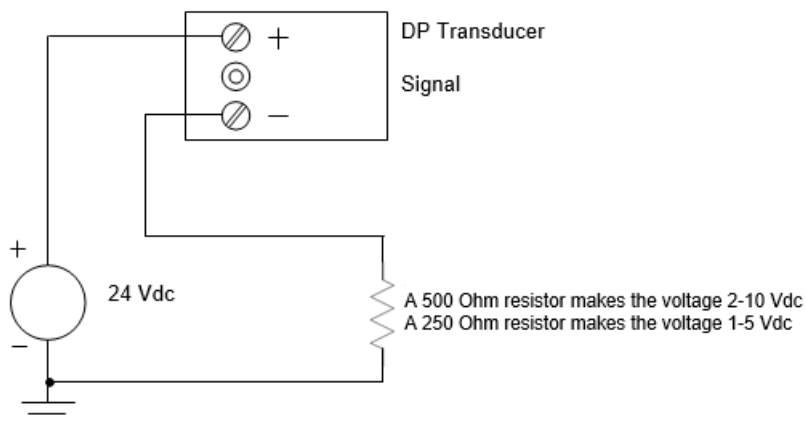 +
DP Transducer
Signal
−
+
24 Vdc
−
A 500 Ohm resistor makes the voltage 2-10 Vdc
A 250 Ohm resistor makes the voltage 1-5 Vdc